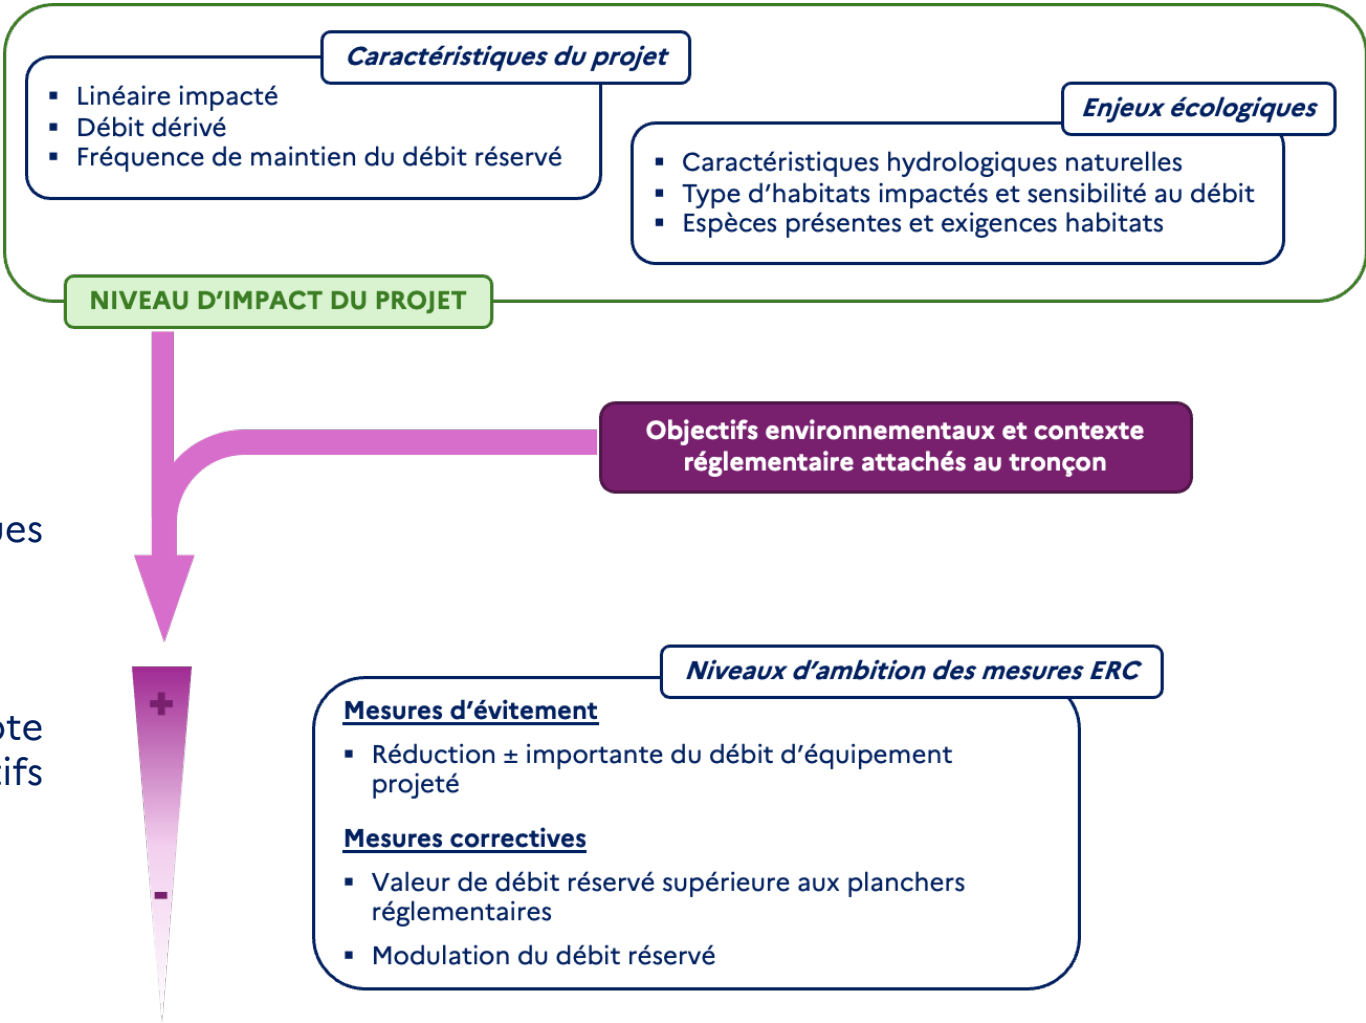 Caractéristiques du projet
▪ Linéaire impacté
▪ Débit dérivé
▪ Fréquence de maintien du débit réservé
Enjeux écologiques
▪ Caractéristiques hydrologiques naturelles
▪ Type d’habitats impactés et sensibilité au débit
▪ Espèces présentes et exigences habitats
NIVEAU D’IMPACT DU PROJET
Objectifs environnementaux et contexte
réglementaire attachés au tronçon
Niveaux d’ambition des mesures ERC
+
Mesures d’évitement
▪ Réduction ± importante du débit d’équipement
projeté
Mesures correctives
▪ Valeur de débit réservé supérieure aux planchers
réglementaires
-
▪ Modulation du débit réservé